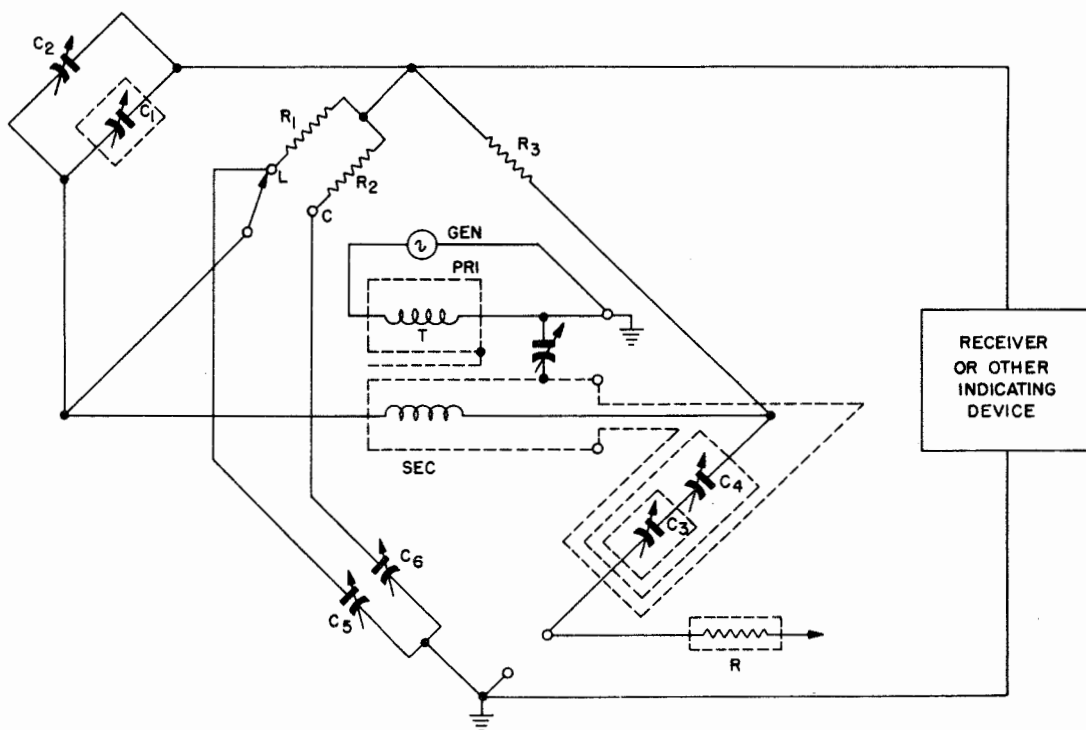 C2
C1
R1
R2
R3
L
C
GEN
PRI
T
SEC
RECEIVER
OR OTHER
INDICATING
DEVICE
C4
C3
C6
C5
R